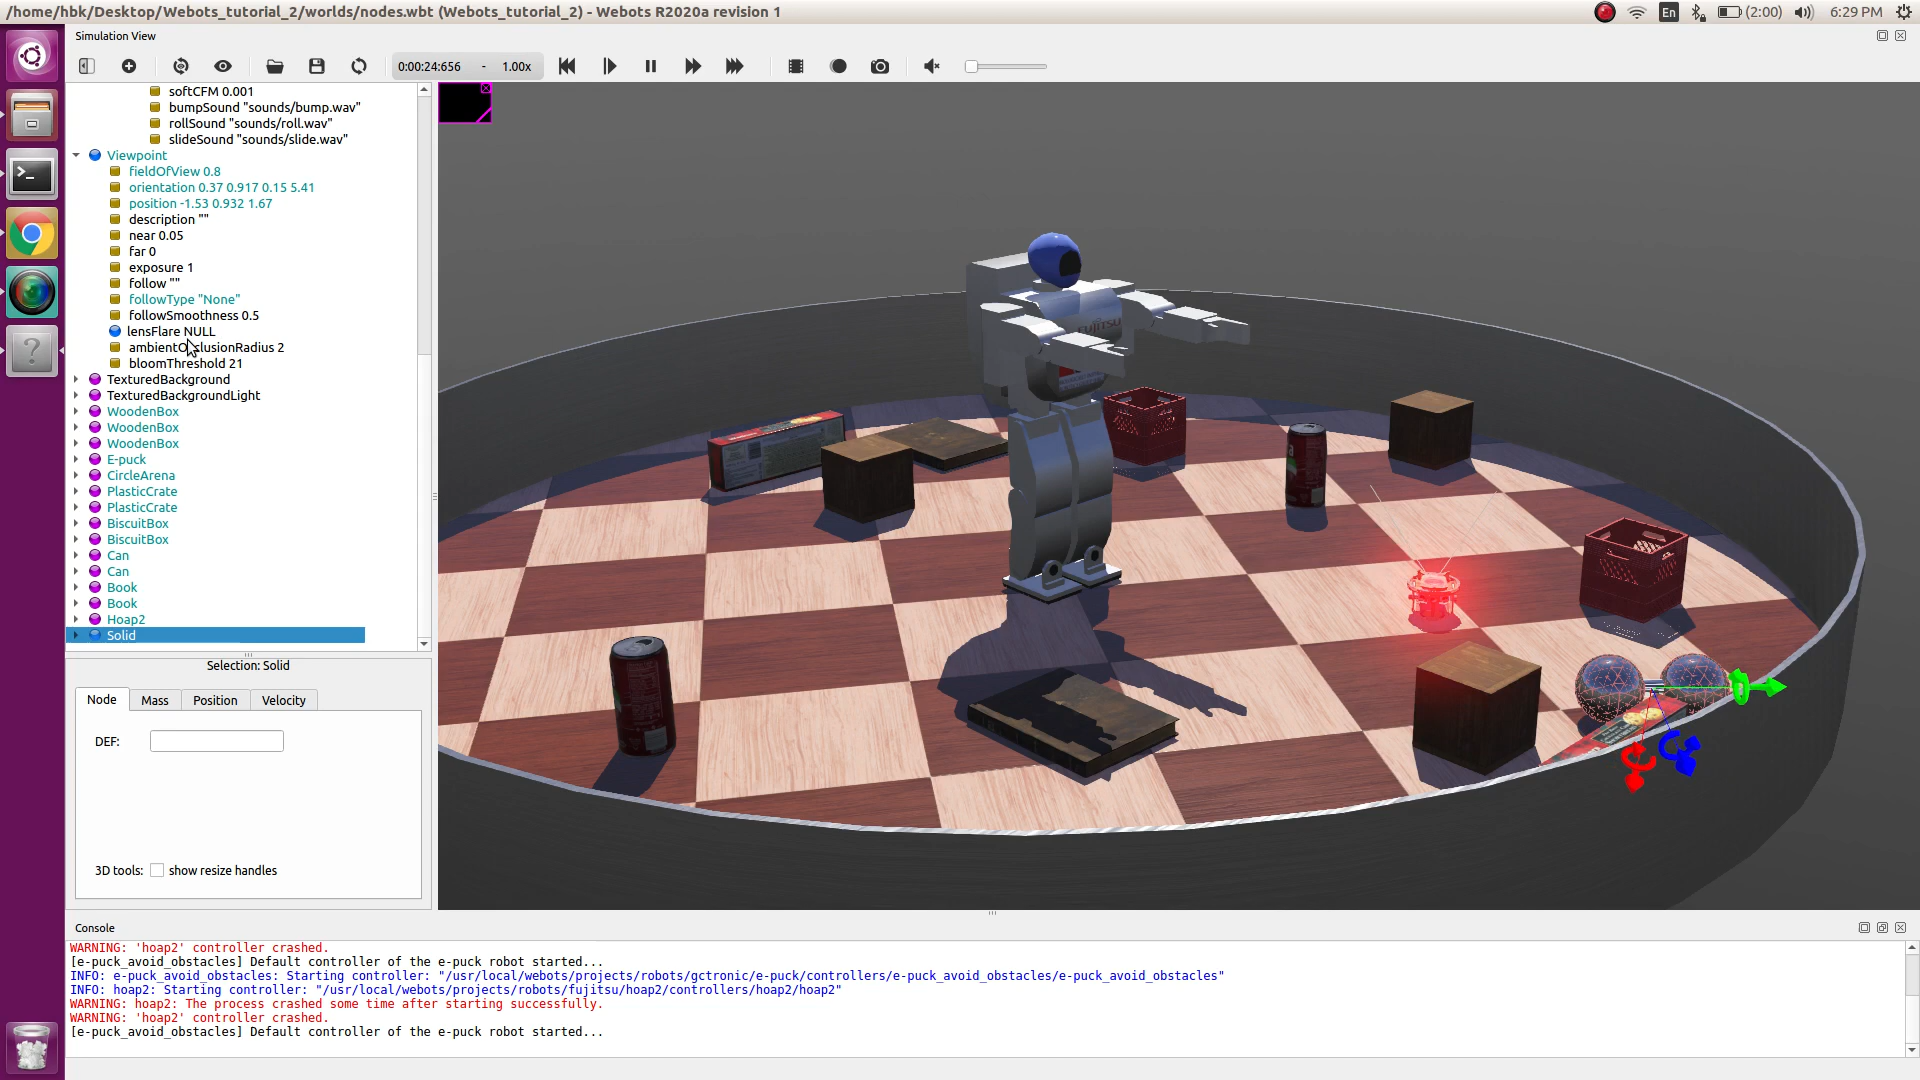 /home/hbk/Desktop/Webots_tutorial_2/worlds/nodes.wbt (Webots_tutorial_2) - Webots R2020a revision 1
En
(2:00)
6:29 PM
Simulation View
0:00:24:656 - 1.00x
softCFM 0.001
bumpSound "sounds/bump.wav"
rollSound "sounds/roll.wav"
slideSound "sounds/slide.wav"
Viewpoint
fieldOfView 0.8
orientation 0.37 0.917 0.15 5.41
position -1.53 0.932 1.67
description ""
near 0.05
far 0
exposure 1
follow ""
followType "None"
followSmoothness 0.5
lensFlare NULL
ambientOcclusionRadius 2
bloomThreshold 21
TexturedBackground
TexturedBackgroundLight
WoodenBox
WoodenBox
WoodenBox
E-puck
CircleArena
PlasticCrate
PlasticCrate
BiscuitBox
BiscuitBox
Can
Can
Book
Book
Hoap2
Solid
FUJITSU
Selection: Solid
Node Mass Position Velocity
DEF:
3D tools: show resize handles
Console
WARNING: 'hoap2' controller crashed.
[e-puck_avoid_obstacles] Default controller of the e-puck robot started...
INFO: e-puck_avoid_obstacles: Starting controller: "/usr/local/webots/projects/robots/gctronic/e-puck/controllers/e-puck_avoid_obstacles/e-puck_avoid_obstacles"
INFO: hoap2: Starting controller: "/usr/local/webots/projects/robots/fujitsu/hoap2/controllers/hoap2/hoap2"
WARNING: hoap2: The process crashed some time after starting successfully.
WARNING: 'hoap2' controller crashed.
[e-puck_avoid_obstacles] Default controller of the e-puck robot started...